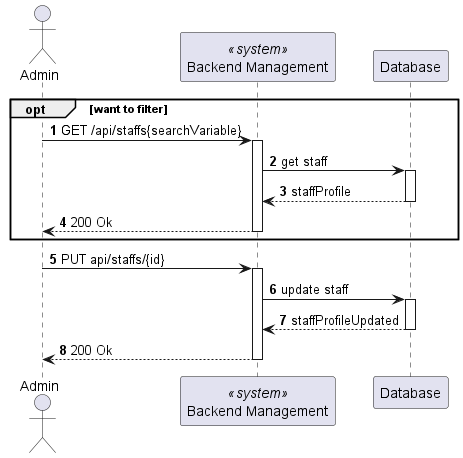 Admin
« system»
Backend Management
Database
opt
[want to filter]
1 GET /api/staffs{searchVariable}
2 get staff
3 staffProfile
4 200 Ok
5 PUT api/staffs/{id}
6 update staff
7 staffProfileUpdated
8 200 Ok
Admin
« system»
Backend Management
Database